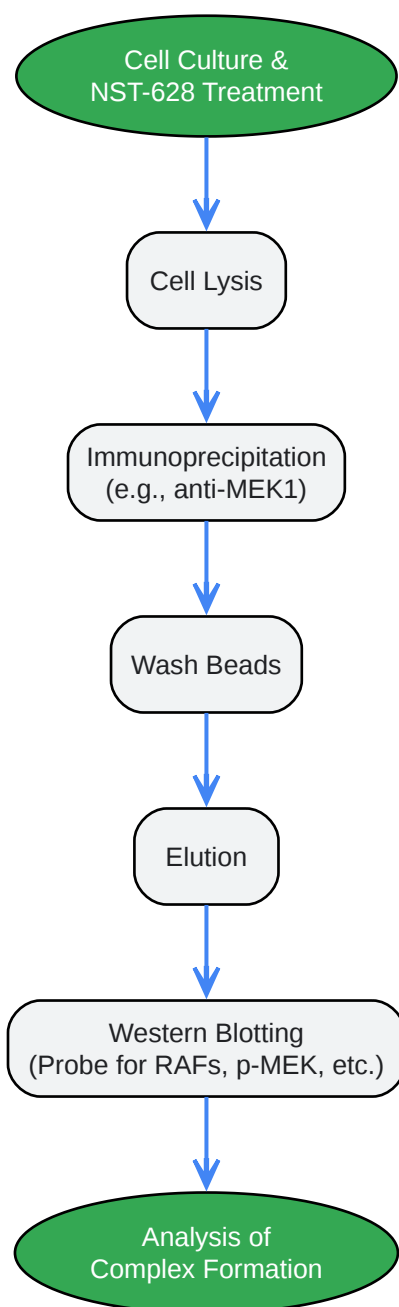 Cell Culture &
NST-628 Treatment
Cell Lysis
Immunoprecipitation
(e.g., anti-MEK1)
Wash Beads
Elution
Western Blotting
(Probe for RAFs, p-MEK, etc.)
Analysis of
Complex Formation